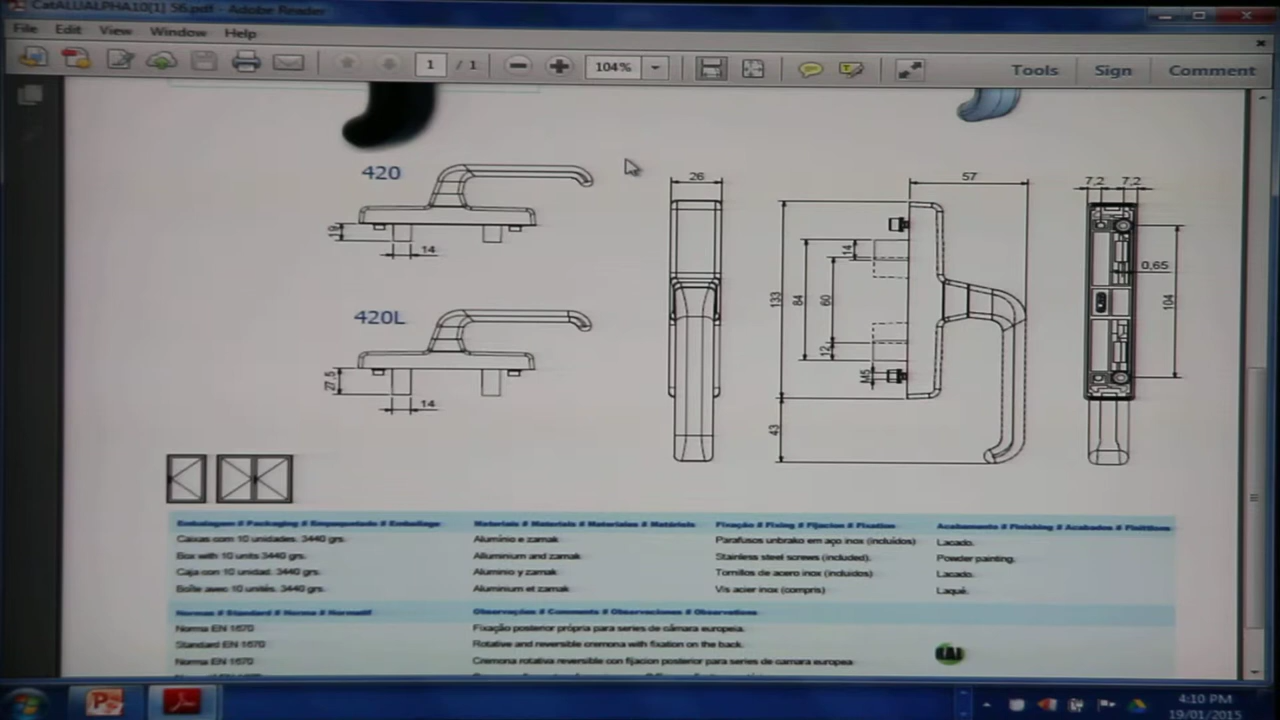 CatALUALPHA10[1] S6.pdf - Adobe Reader
File Edit View Window Help
1 / 1 104% Tools Sign Comment
420
19
14
420L
27,5
14
26
57
133
84
60
14
12
M5
43
7,2 7,2
0,65
104
Embalagem # Packaging # Empaquetado # Emballage
Caixas com 10 unidades. 3440 grs.
Box with 10 units 3440 grs.
Caja con 10 unidad. 3440 grs.
Boîte avec 10 unités. 3440 grs.
Materiais # Materials # Materiales # Matériels
Alumínio e zamak
Alluminium and zamak
Aluminio y zamak
Aluminium et zamak
Fixação # Fixing # Fijacion # Fixation
Parafusos unbrako em aço inox (incluídos)
Stainless steel screws (included).
Tornillos de acero inox (incluidos)
Vis acier inox (compris)
Acabamento # Finishing # Acabados # Finitions
Lacado.
Powder painting.
Lacado.
Laqué.
Normas # Standard # Norma # Normatif
Norma EN 1670
Standard EN 1670
Norma EN 1670
Observações # Comments # Observaciones # Observations
Fixação posterior própria para series de câmara europeia.
Rotative and reversible cremona with fixation on the back.
Cremona rotativa reversible con fijacion posterior para series de camara europea
4:10 PM
19/01/2015